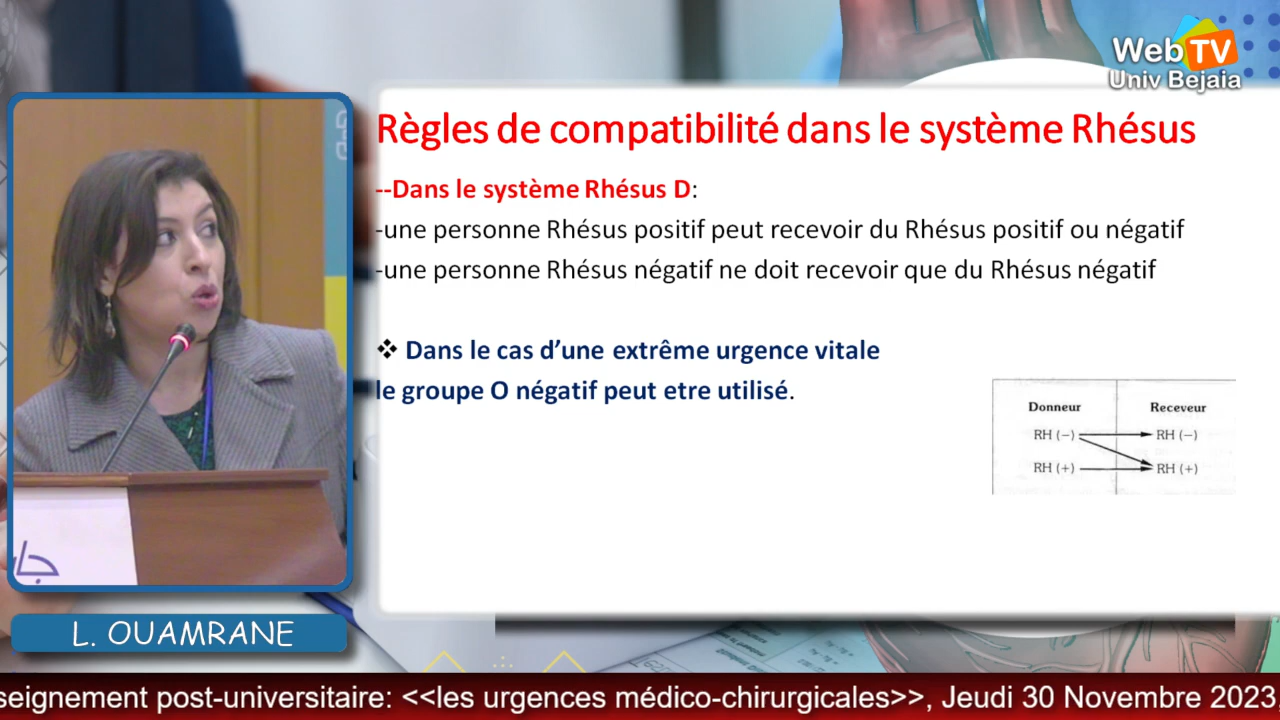 WebTV
Univ Bejaia
Règles de compatibilité dans le système Rhésus
--Dans le système Rhésus D:
-une personne Rhésus positif peut recevoir du Rhésus positif ou négatif
-une personne Rhésus négatif ne doit recevoir que du Rhésus négatif
❖ Dans le cas d’une extrême urgence vitale
le groupe O négatif peut etre utilisé.
Donneur Receveur
RH (−) RH (−)
RH (+) RH (+)
جا
L. OUAMRANE
seignement post-universitaire: <<les urgences médico-chirurgicales>>, Jeudi 30 Novembre 2023,